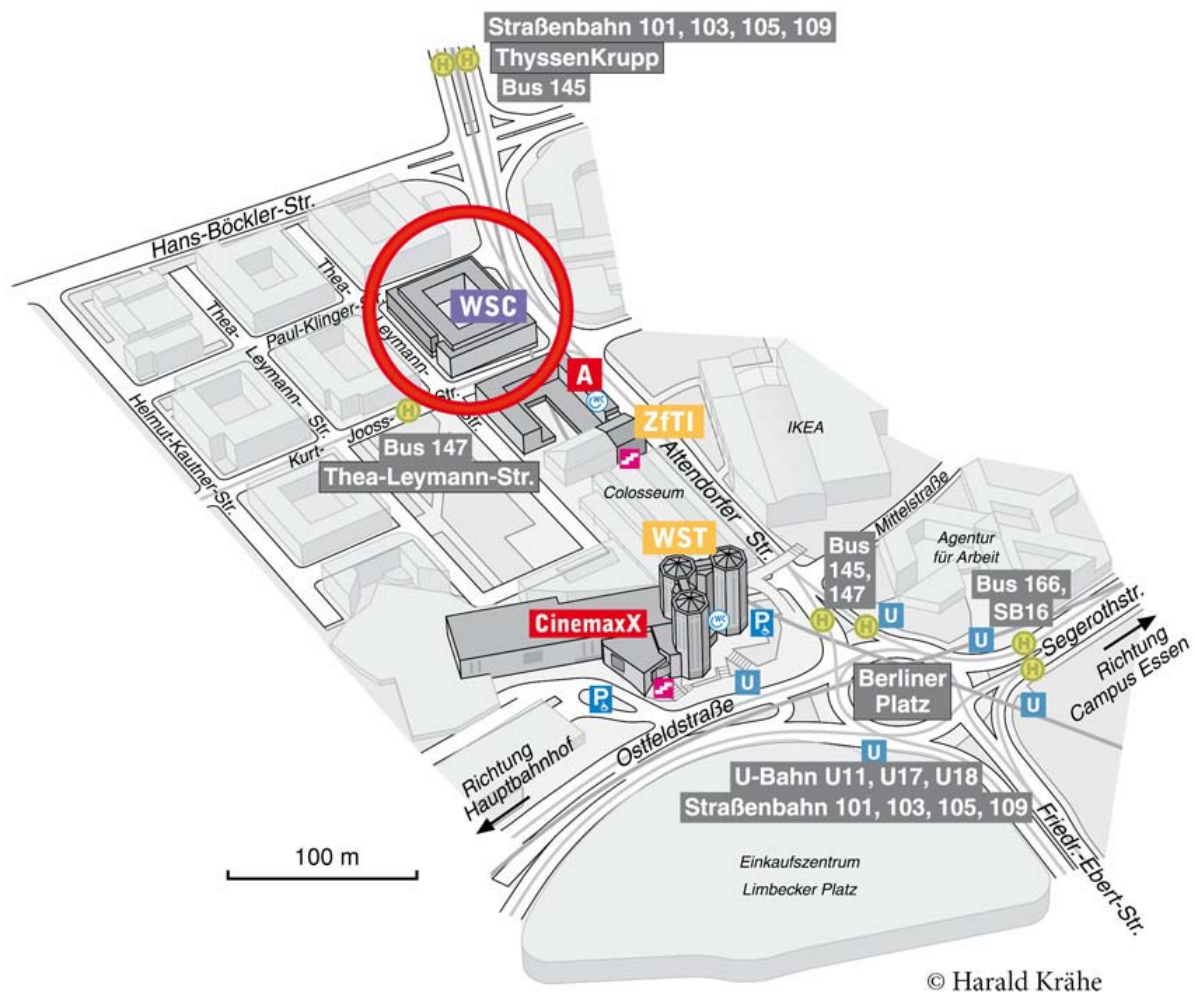 Straßenbahn 101, 103, 105, 109
ThyssenKrupp
Bus 145
Hans-Böckler-Str.
Thea-
Leymann-
Str.
Paul-Klinger-Str.
WSC
Thea-
Leymann-
Str.
A
WC
ZfTI
IKEA
Helmut-Kautner-Str.
Kurt-
Jooss-
Str.
Bus 147
Thea-Leymann-Str.
Colosseum
Altendorfer Str.
Mittelstraße
WST
Agentur
für Arbeit
Bus
145,
147
Bus 166,
SB16
H
H
H
H
H
H
H
U
U
U
U
U
CinemaxX
WC
P
P
Segerothstr.
Richtung
Campus Essen
Berliner
Platz
Ostfeldstraße
Richtung
Hauptbahnhof
U-Bahn U11, U17, U18
Straßenbahn 101, 103, 105, 109
Friedr.-Ebert-Str.
100 m
Einkaufszentrum
Limbecker Platz
© Harald Krähe